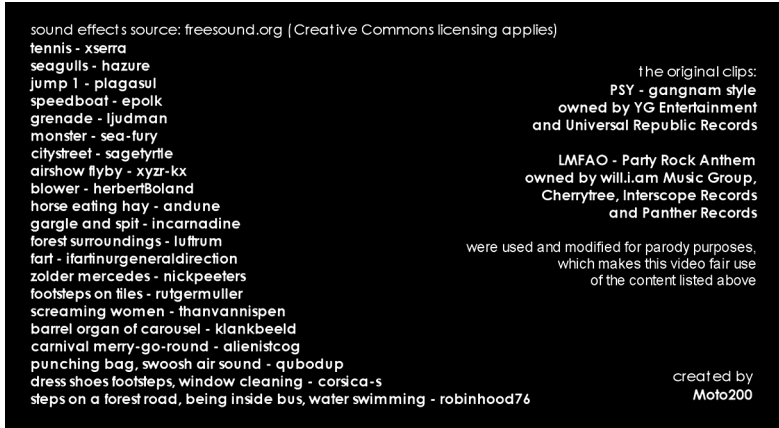 sound effects source: freesound.org (Creative Commons licensing applies)
tennis - xserra
seagulls - hazure
jump 1 - plagasul
speedboat - epolk
grenade - ljudman
monster - sea-fury
citystreet - sagetyrtle
airshow flyby - xyzr-kx
blower - herbertBoland
horse eating hay - andune
gargle and spit - incarnadine
forest surroundings - luftrum
fart - ifartinurgeneraldirection
zolder mercedes - nickpeeters
footsteps on tiles - rutgermuller
screaming women - thanvannispen
barrel organ of carousel - klankbeeld
carnival merry-go-round - alienistcog
punching bag, swoosh air sound - qubodup
dress shoes footsteps, window cleaning - corsica-s
steps on a forest road, being inside bus, water swimming - robinhood76
the original clips:
PSY - gangnam style
owned by YG Entertainment
and Universal Republic Records
LMFAO - Party Rock Anthem
owned by will.i.am Music Group,
Cherrytree, Interscope Records
and Panther Records
were used and modified for parody purposes,
which makes this video fair use
of the content listed above
created by
Moto200